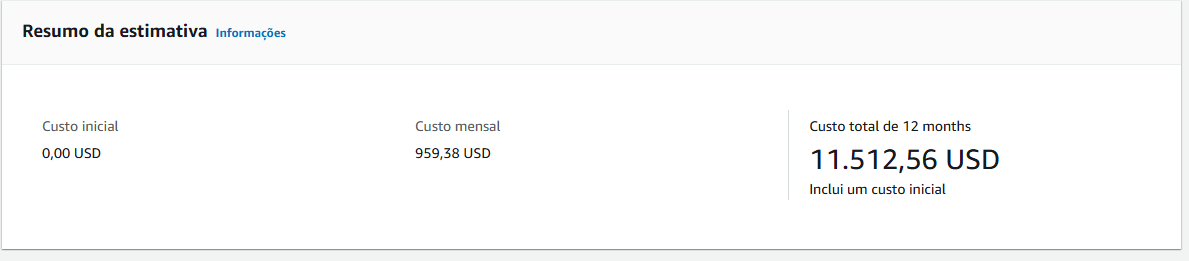 Resumo da estimativa Informações
Custo inicial
0,00 USD
Custo mensal
959,38 USD
Custo total de 12 months
11.512,56 USD
Inclui um custo inicial